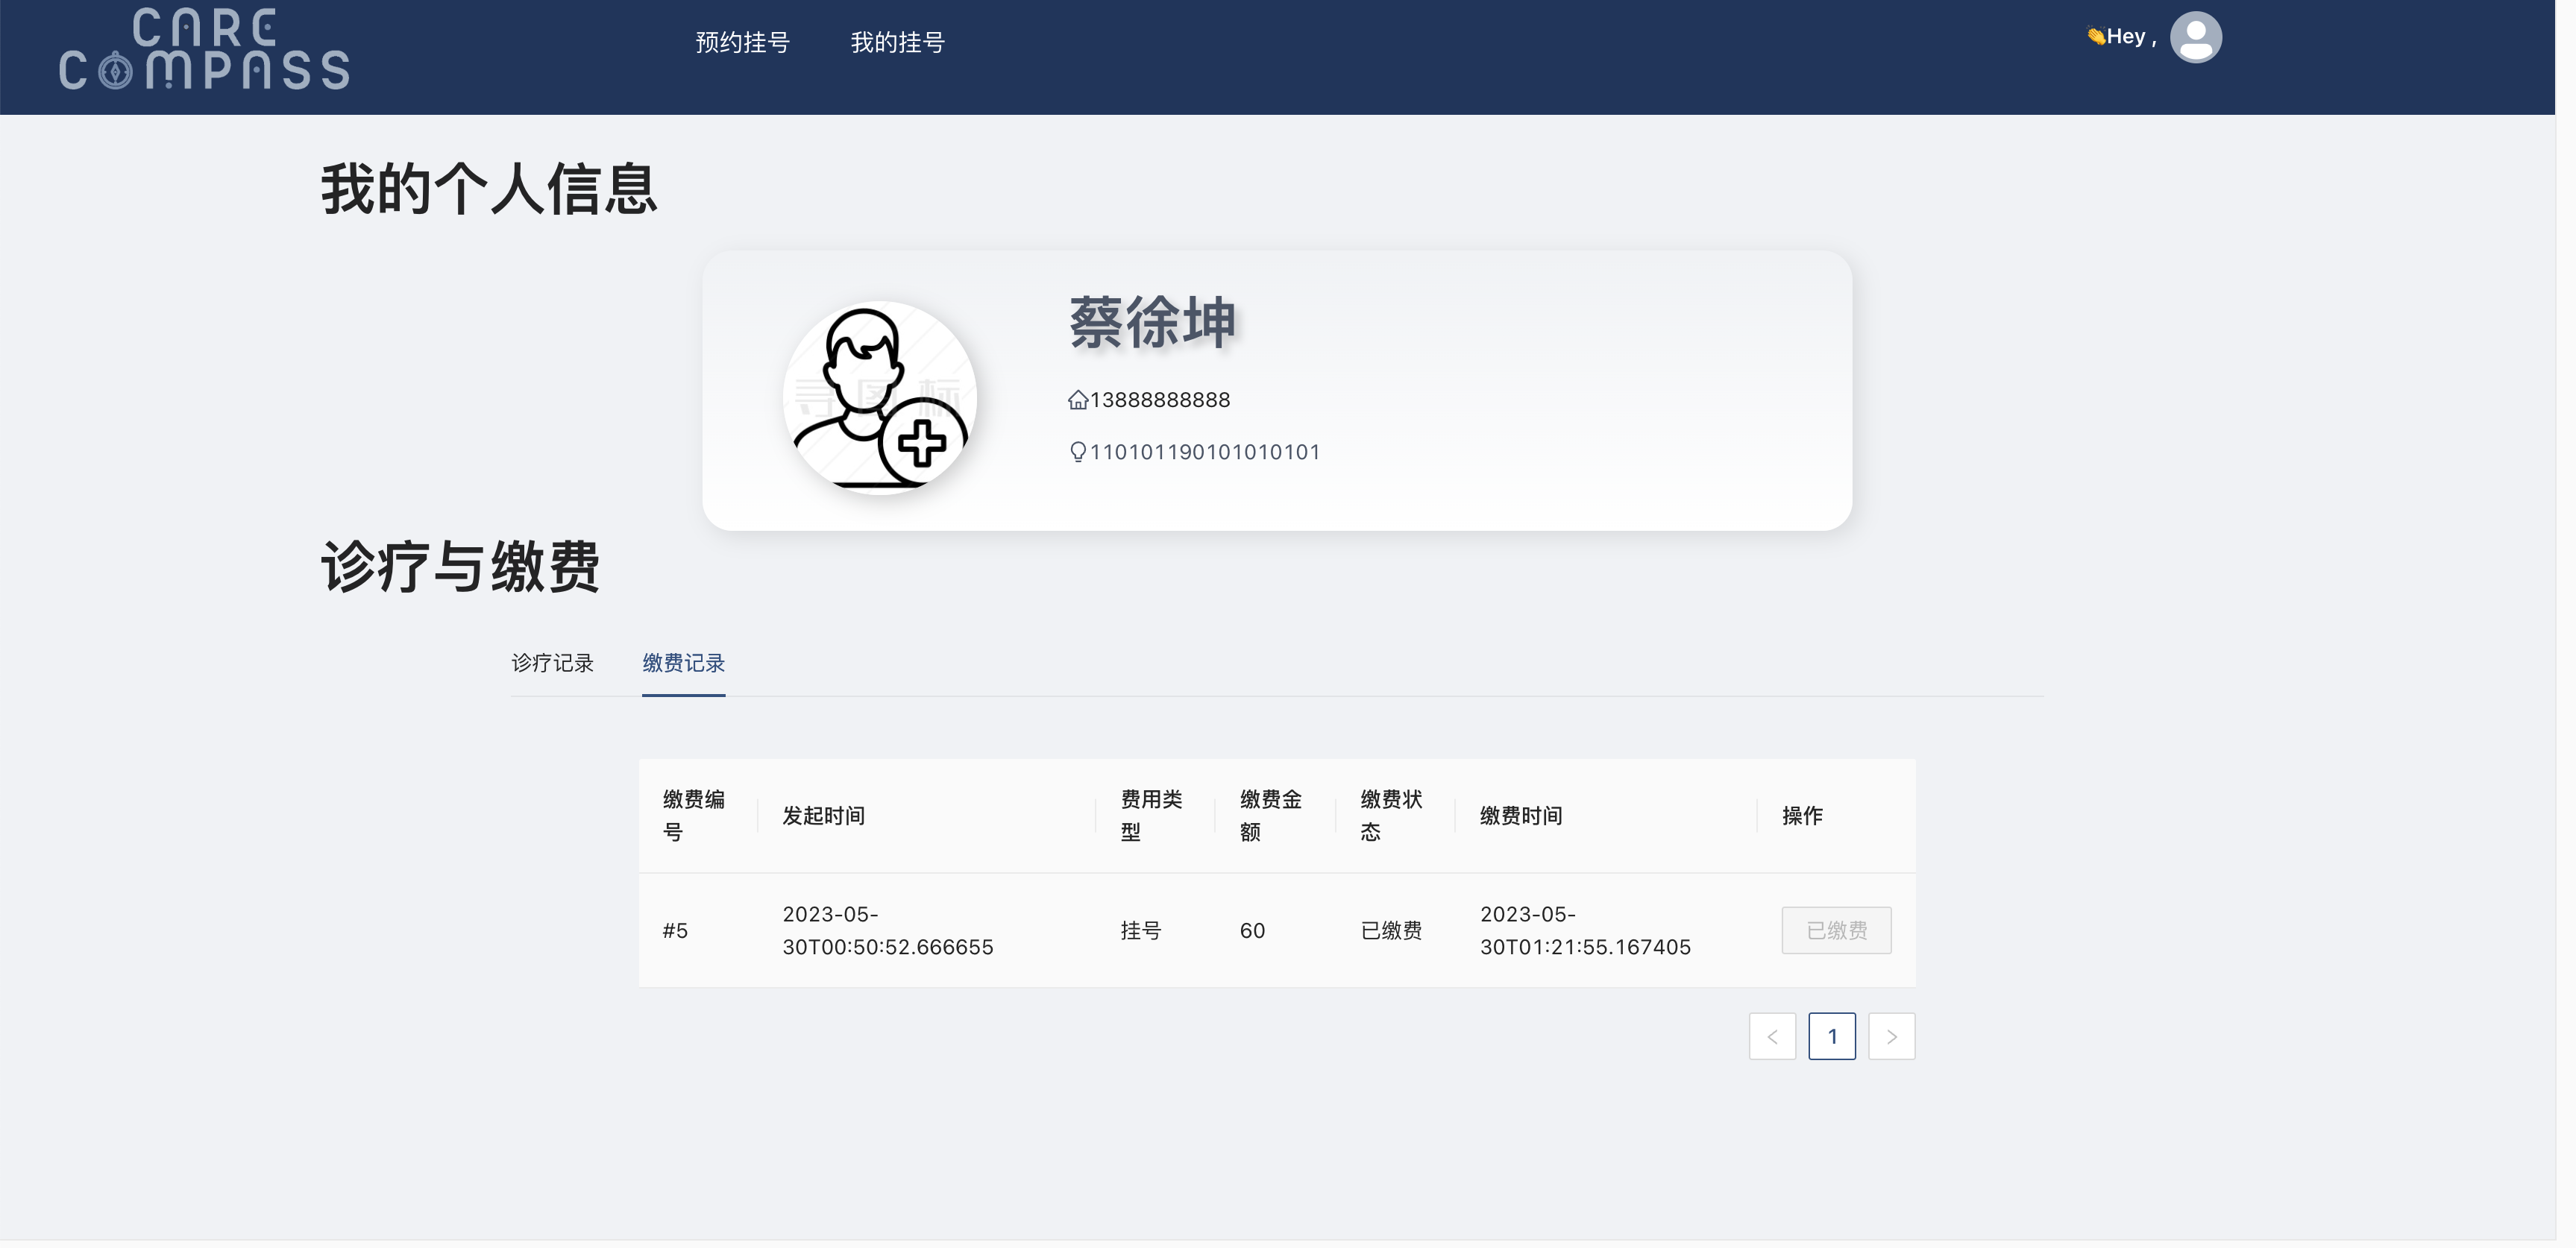 CARE
COMPASS
预约挂号
我的挂号
👏Hey ,
我的个人信息
寻图标
蔡徐坤
13888888888
110101190101010101
诊疗与缴费
诊疗记录
缴费记录
缴费编
号
发起时间
费用类
型
缴费金
额
缴费状
态
缴费时间
操作
#5
2023-05-
30T00:50:52.666655
挂号
60
已缴费
2023-05-
30T01:21:55.167405
已缴费
1